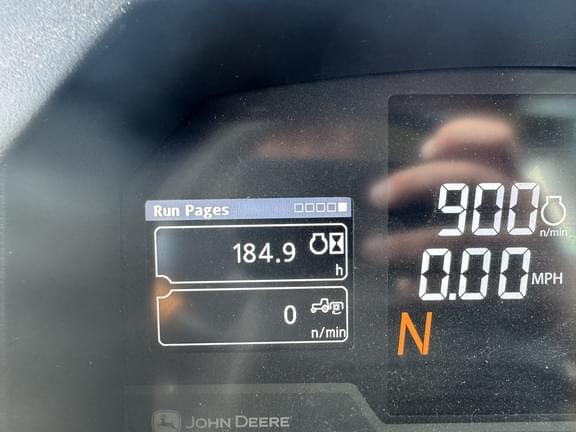 Run Pages
184.9
h
0
n/min
900
n/min
0.00 MPH
N
JOHN DEERE